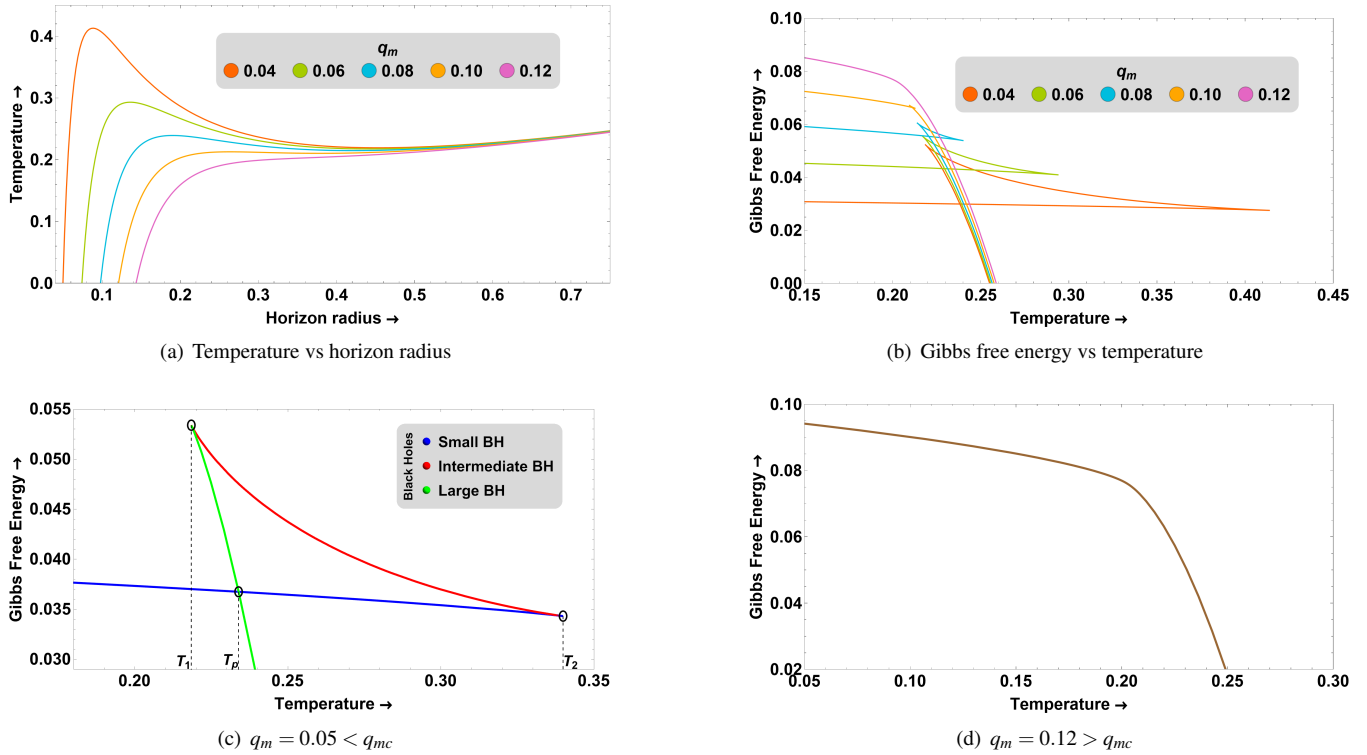 Temperature →
0.4
0.3
0.2
0.1
0.0
q_m
0.04 0.06 0.08 0.10 0.12
0.1 0.2 0.3 0.4 0.5 0.6 0.7
Horizon radius →
(a) Temperature vs horizon radius
Gibbs Free Energy →
0.10
0.08
0.06
0.04
0.02
0.00
q_m
0.04 0.06 0.08 0.10 0.12
0.15 0.20 0.25 0.30 0.35 0.40 0.45
Temperature →
(b) Gibbs free energy vs temperature
Gibbs Free Energy →
0.055
0.050
0.045
0.040
0.035
0.030
Black Holes
Small BH
Intermediate BH
Large BH
T_1 T_p T_2
0.20 0.25 0.30 0.35
Temperature →
(c) q_m = 0.05 < q_mc
Gibbs Free Energy →
0.10
0.08
0.06
0.04
0.02
0.05 0.10 0.15 0.20 0.25 0.30
Temperature →
(d) q_m = 0.12 > q_mc